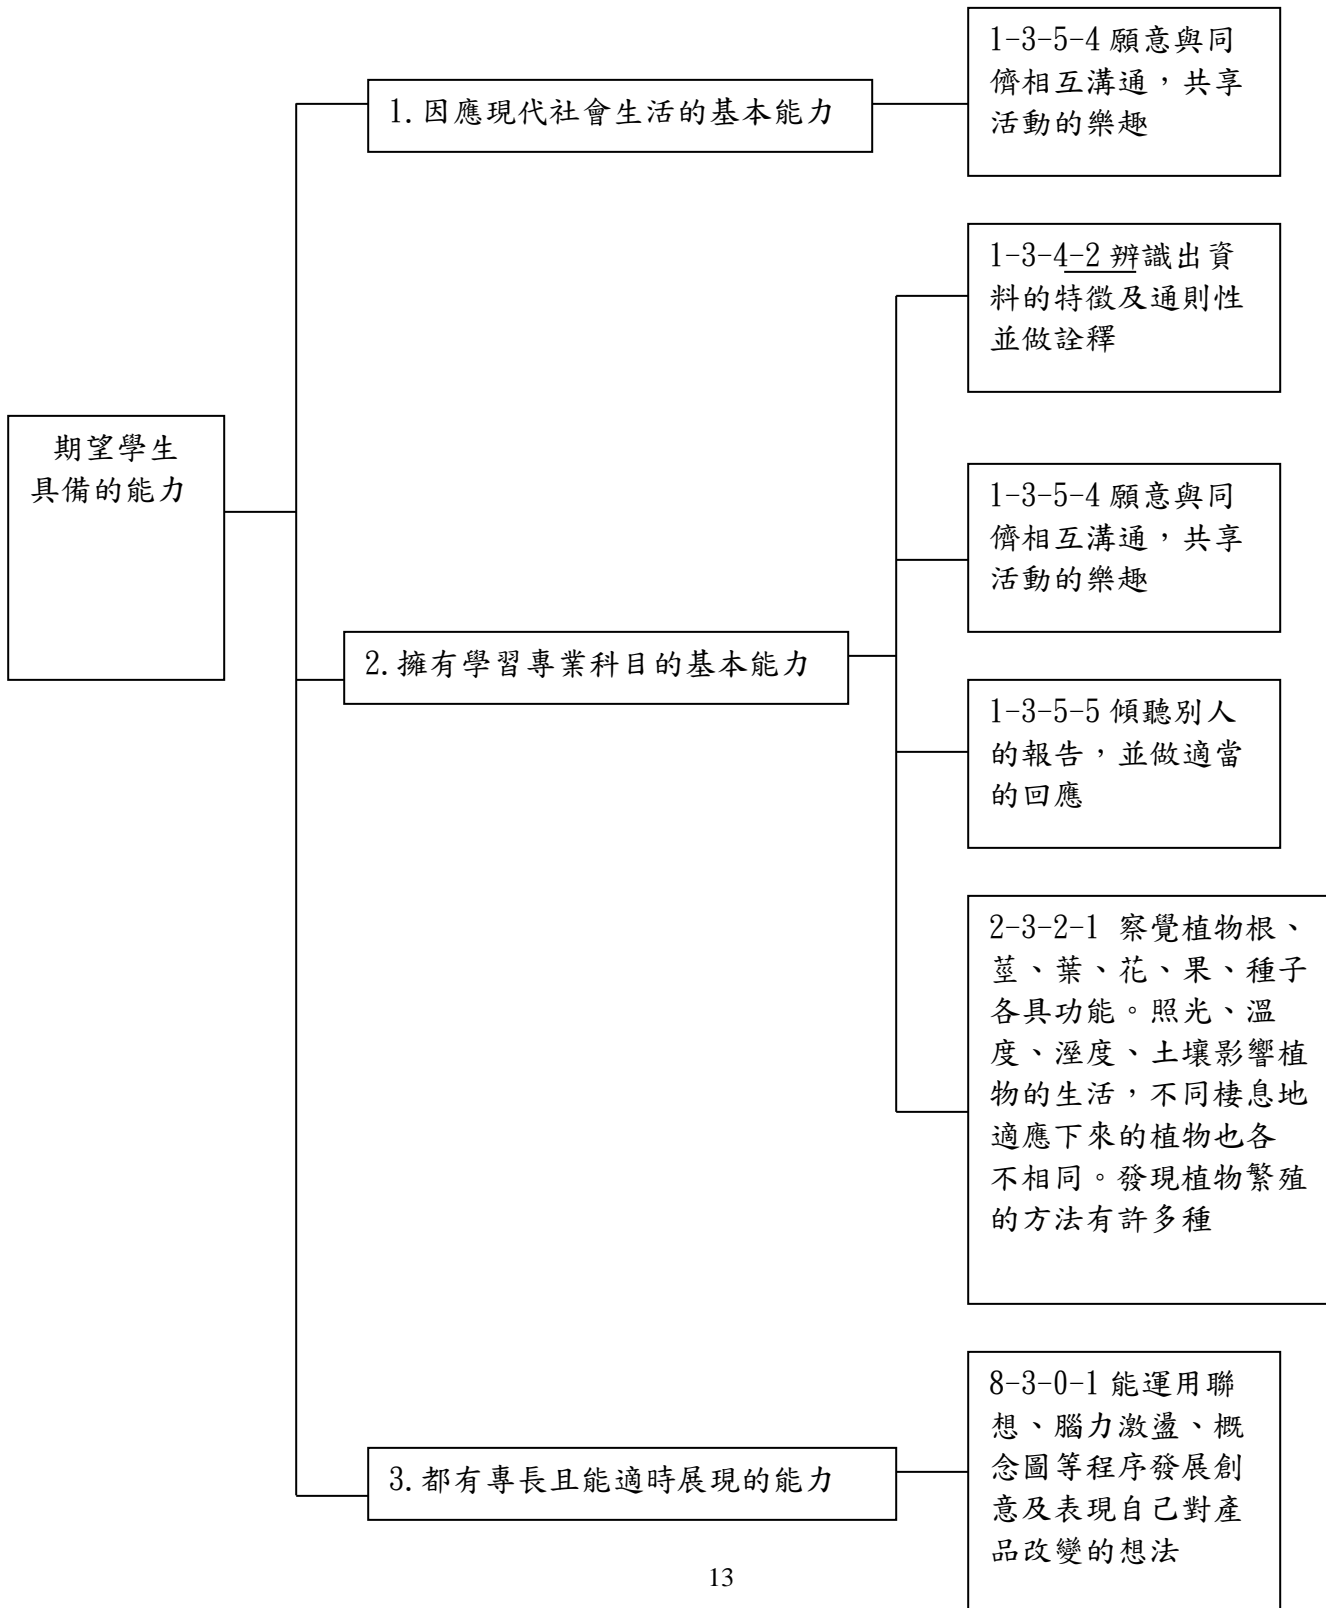 期望學生
具備的能力
1.因應現代社會生活的基本能力
1-3-5-4 願意與同
儕相互溝通，共享
活動的樂趣
2.擁有學習專業科目的基本能力
1-3-4-2 辨識出資
料的特徵及通則性
並做詮釋
1-3-5-4 願意與同
儕相互溝通，共享
活動的樂趣
1-3-5-5 傾聽別人
的報告，並做適當
的回應
2-3-2-1 察覺植物根、
莖、葉、花、果、種子
各具功能。照光、溫
度、溼度、土壤影響植
物的生活，不同棲息地
適應下來的植物也各
不相同。發現植物繁殖
的方法有許多種
3.都有專長且能適時展現的能力
8-3-0-1 能運用聯
想、腦力激盪、概
念圖等程序發展創
意及表現自己對產
品改變的想法
13